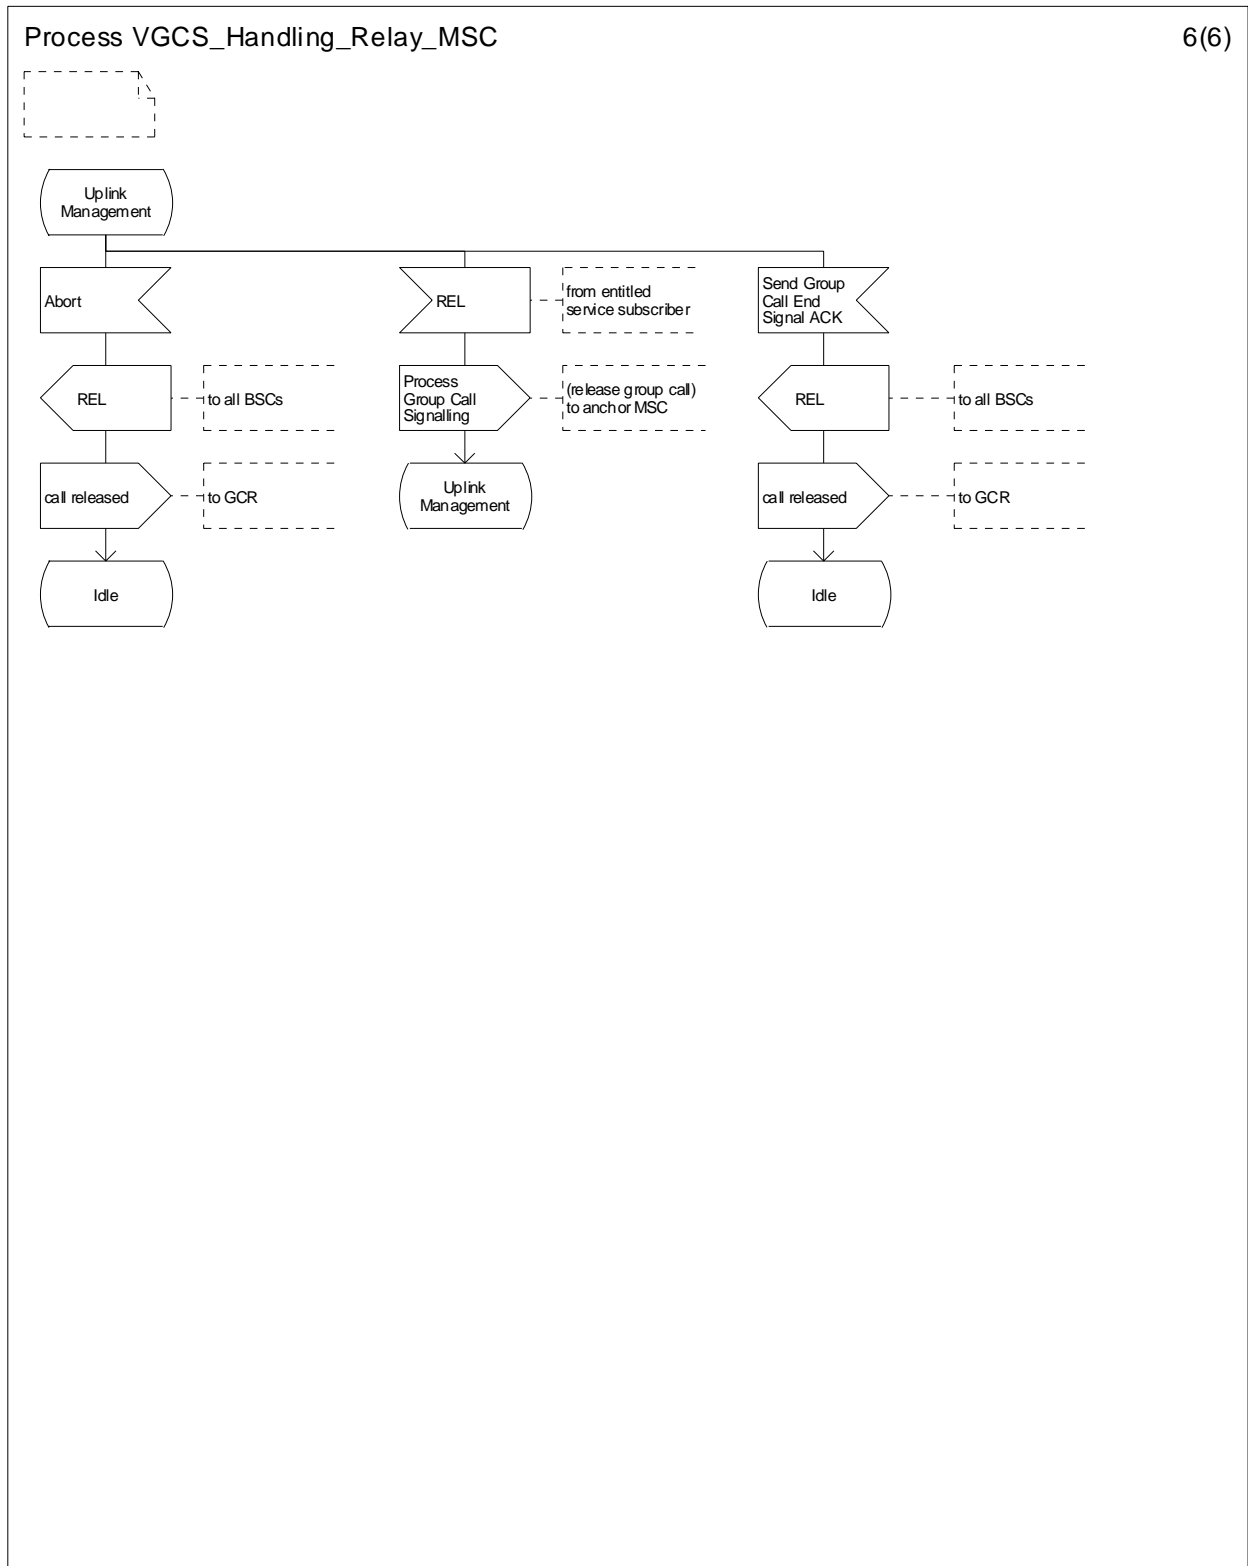 Process VGCS_Handling_Relay_MSC
6(6)
Uplink
Management
Abort
REL
from entitled
service subscriber
Send Group
Call End
Signal ACK
REL
to all BSCs
Process
Group Call
Signalling
(release group call)
to anchor MSC
REL
to all BSCs
call released
to GCR
Uplink
Management
call released
to GCR
Idle
Idle